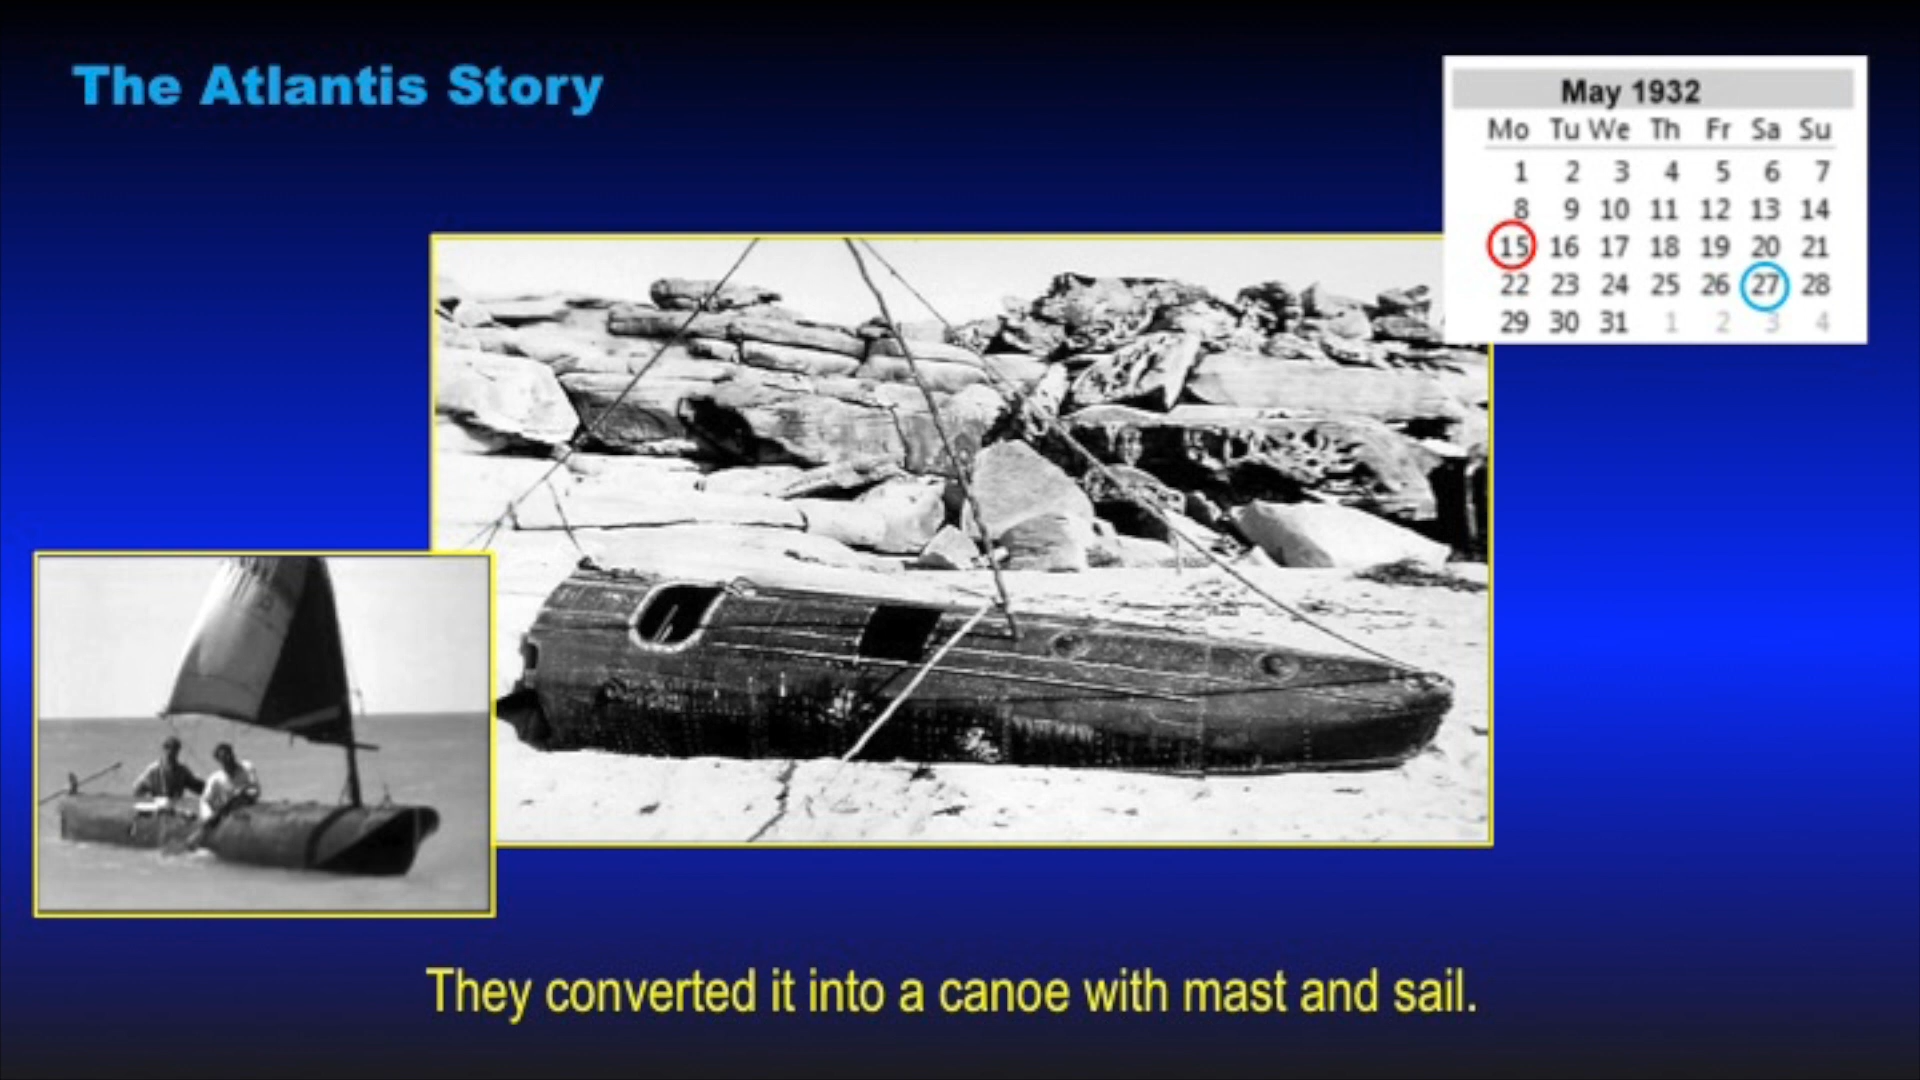 The Atlantis Story
May 1932
Mo Tu We Th Fr Sa Su
1 2 3 4 5 6 7
8 9 10 11 12 13 14
15 16 17 18 19 20 21
22 23 24 25 26 27 28
29 30 31 1 2 3 4
They converted it into a canoe with mast and sail.